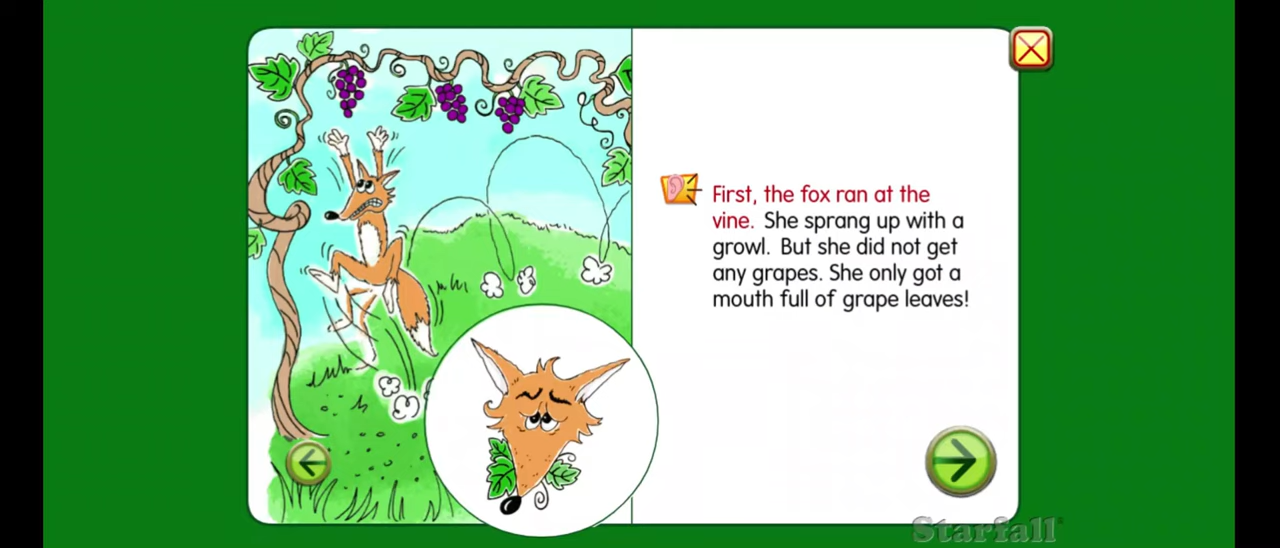 First, the fox ran at the
vine. She sprang up with a
growl. But she did not get
any grapes. She only got a
mouth full of grape leaves!
Starfall